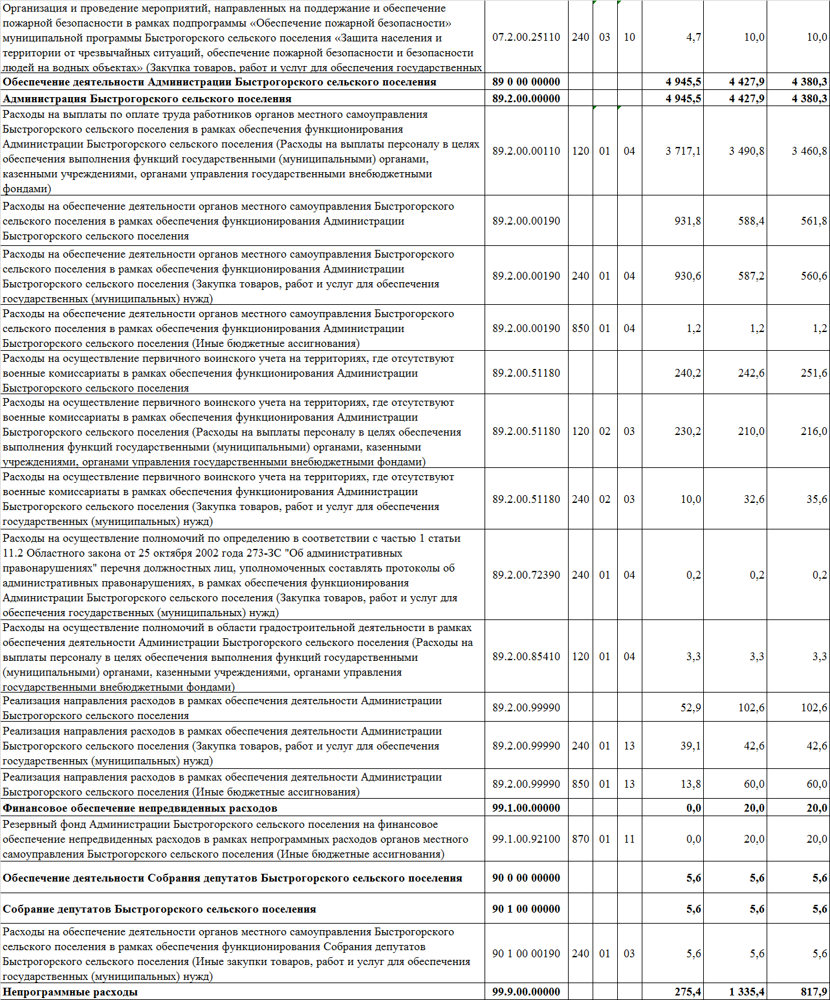 Организация и проведение мероприятий, направленных на поддержание и обеспечение
пожарной безопасности в рамках подпрограммы «Обеспечение пожарной безопасности»
муниципальной программы Быстрогорского сельского поселения «Защита населения и
территории от чрезвычайных ситуаций, обеспечение пожарной безопасности и безопасности
людей на водных объектах» (Закупка товаров, работ и услуг для обеспечения государственных
07.2.00.25110 240 03 10 4,7 10,0 10,0
Обеспечение деятельности Администрации Быстрогорского сельского поселения 89 0 00 00000 4 945,5 4 427,9 4 380,3
Администрация Быстрогорского сельского поселения 89.2.00.00000 4 945,5 4 427,9 4 380,3
Расходы на выплаты по оплате труда работников органов местного самоуправления
Быстрогорского сельского поселения в рамках обеспечения функционирования
Администрации Быстрогорского сельского поселения (Расходы на выплаты персоналу в целях
обеспечения выполнения функций государственными (муниципальными) органами,
казенными учреждениями, органами управления государственными внебюджетными
фондами)
89.2.00.00110 120 01 04 3 717,1 3 490,8 3 460,8
Расходы на обеспечение деятельности органов местного самоуправления Быстрогорского
сельского поселения в рамках обеспечения функционирования Администрации
Быстрогорского сельского поселения
89.2.00.00190 931,8 588,4 561,8
Расходы на обеспечение деятельности органов местного самоуправления Быстрогорского
сельского поселения в рамках обеспечения функционирования Администрации
Быстрогорского сельского поселения (Закупка товаров, работ и услуг для обеспечения
государственных (муниципальных) нужд)
89.2.00.00190 240 01 04 930,6 587,2 560,6
Расходы на обеспечение деятельности органов местного самоуправления Быстрогорского
сельского поселения в рамках обеспечения функционирования Администрации
Быстрогорского сельского поселения (Иные бюджетные ассигнования)
89.2.00.00190 850 01 04 1,2 1,2 1,2
Расходы на осуществление первичного воинского учета на территориях, где отсутствуют
военные комиссариаты в рамках обеспечения функционирования Администрации
Быстрогорского сельского поселения
89.2.00.51180 240,2 242,6 251,6
Расходы на осуществление первичного воинского учета на территориях, где отсутствуют
военные комиссариаты в рамках обеспечения функционирования Администрации
Быстрогорского сельского поселения (Расходы на выплаты персоналу в целях обеспечения
выполнения функций государственными (муниципальными) органами, казенными
учреждениями, органами управления государственными внебюджетными фондами)
89.2.00.51180 120 02 03 230,2 210,0 216,0
Расходы на осуществление первичного воинского учета на территориях, где отсутствуют
военные комиссариаты в рамках обеспечения функционирования Администрации
Быстрогорского сельского поселения (Закупка товаров, работ и услуг для обеспечения
государственных (муниципальных) нужд)
89.2.00.51180 240 02 03 10,0 32,6 35,6
Расходы на осуществление полномочий по определению в соответствии с частью 1 статьи
11.2 Областного закона от 25 октября 2002 года 273-ЗС "Об административных
правонарушениях" перечня должностных лиц, уполномоченных составлять протоколы об
административных правонарушениях, в рамках обеспечения функционирования
Администрации Быстрогорского сельского поселения (Закупка товаров, работ и услуг для
обеспечения государственных (муниципальных) нужд)
89.2.00.72390 240 01 04 0,2 0,2 0,2
Расходы на осуществление полномочий в области градостроительной деятельности в рамках
обеспечения деятельности Администрации Быстрогорского сельского поселения (Расходы на
выплаты персоналу в целях обеспечения выполнения функций государственными
(муниципальными) органами, казенными учреждениями, органами управления
государственными внебюджетными фондами)
89.2.00.85410 120 01 04 3,3 3,3 3,3
Реализация направления расходов в рамках обеспечения деятельности Администрации
Быстрогорского сельского поселения
89.2.00.99990 52,9 102,6 102,6
Реализация направления расходов в рамках обеспечения деятельности Администрации
Быстрогорского сельского поселения (Закупка товаров, работ и услуг для обеспечения
государственных (муниципальных) нужд)
89.2.00.99990 240 01 13 39,1 42,6 42,6
Реализация направления расходов в рамках обеспечения деятельности Администрации
Быстрогорского сельского поселения (Иные бюджетные ассигнования)
89.2.00.99990 850 01 13 13,8 60,0 60,0
Финансовое обеспечение непредвиденных расходов 99.1.00.00000 0,0 20,0 20,0
Резервный фонд Администрации Быстрогорского сельского поселения на финансовое
обеспечение непредвиденных расходов в рамках непрограммных расходов органов местного
самоуправления Быстрогорского сельского поселения (Иные бюджетные ассигнования)
99.1.00.92100 870 01 11 0,0 20,0 20,0
Обеспечение деятельности Собрания депутатов Быстрогорского сельского поселения 90 0 00 00000 5,6 5,6 5,6
Собрание депутатов Быстрогорского сельского поселения 90 1 00 00000 5,6 5,6 5,6
Расходы на обеспечение деятельности органов местного самоуправления Быстрогорского
сельского поселения в рамках обеспечения функционирования Собрания депутатов
Быстрогорского сельского поселения (Иные закупки товаров, работ и услуг для обеспечения
государственных (муниципальных) нужд)
90 1 00 00190 240 01 03 5,6 5,6 5,6
Непрограммные расходы 99.9.00.00000 275,4 1 335,4 817,9